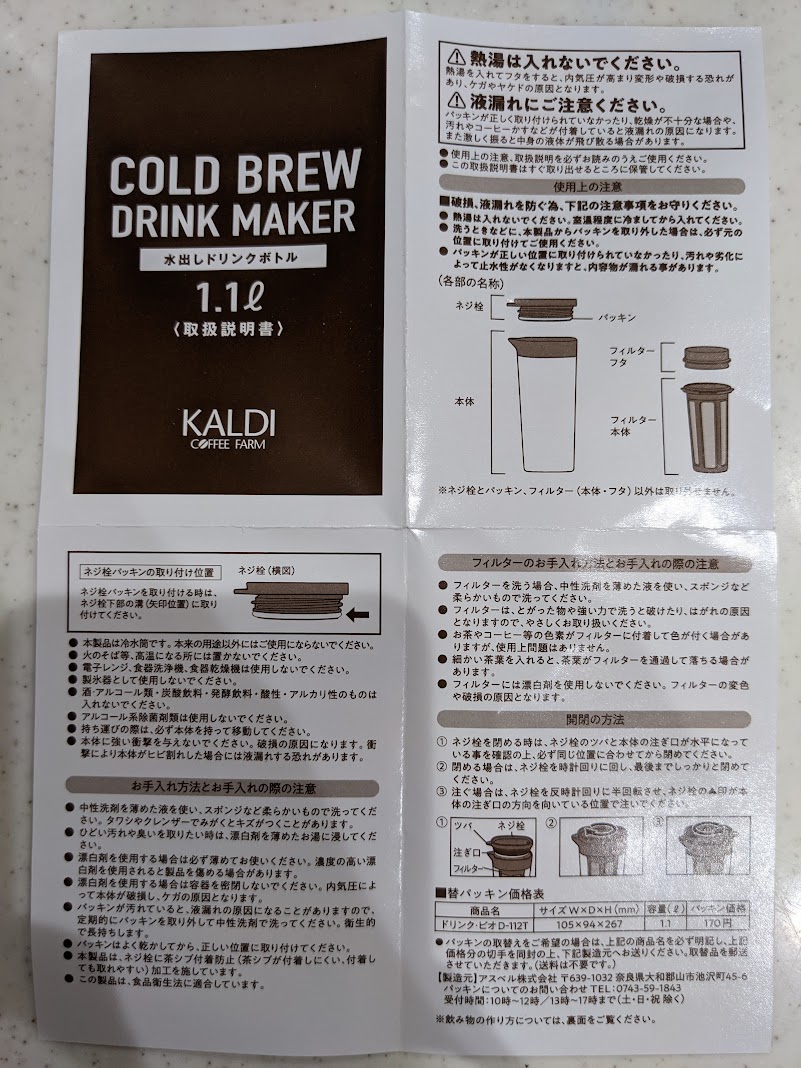 COLD BREW
DRINK MAKER
水出しドリンクボトル
1.1ℓ
〈取扱説明書〉
KALDI
COFFEE FARM
⚠熱湯は入れないでください。
熱湯を入れてフタをすると、内気圧が高まり変形や破損する恐れが
あり、ケガやヤケドの原因となります。
⚠液漏れにご注意ください。
パッキンが正しく取り付けられていなかったり、乾燥が不十分な場合や、
汚れやコーヒーかすなどが付着していると液漏れの原因になります。
また激しく振ると中身の液体が飛び散る場合があります。
●使用上の注意、取扱説明を必ずお読みのうえご使用ください。
●この取扱説明書はすぐ取り出せるところに保管してください。
使用上の注意
■破損、液漏れを防ぐ為、下記の注意事項をお守りください。
●熱湯は入れないでください。室温程度に冷ましてから入れてください。
●洗うときなどに、本製品からパッキンを取り外した場合は、必ず元の
位置に取り付けてご使用ください。
●パッキンが正しい位置に取り付けられていなかったり、汚れや劣化に
よって止水性がなくなりますと、内容物が漏れる事があります。
(各部の名称)
ネジ栓
パッキン
フィルター
フタ
本体
フィルター
本体
※ネジ栓とパッキン、フィルター(本体・フタ)以外は取り外せません。
ネジ栓パッキンの取り付け位置
ネジ栓(横図)
ネジ栓パッキンを取り付ける時は、
ネジ栓下部の溝(矢印位置)に取り
付けてください。
●本製品は冷水筒です。本来の用途以外にはご使用にならないでください。
●火のそば等、高温になる所には置かないでください。
●電子レンジ、食器洗浄機、食器乾燥機は使用しないでください。
●製氷器として使用しないでください。
●酒・アルコール類・炭酸飲料・発酵飲料・酸性・アルカリ性のものは
入れないでください。
●アルコール系除菌剤類は使用しないでください。
●持ち運びの際は、必ず本体を持って移動してください。
●本体に強い衝撃を与えないでください。破損の原因になります。衝
撃により本体がヒビ割れした場合には液漏れする恐れがあります。
お手入れ方法とお手入れの際の注意
●中性洗剤を薄めた液を使い、スポンジなど柔らかいもので洗ってくだ
さい。タワシやクレンザーでみがくとキズがつくことがあります。
●ひどい汚れや臭いを取りたい時は、漂白剤を薄めたお湯に浸してくだ
さい。
●漂白剤を使用する場合は必ず薄めてお使いください。濃度の高い漂
白剤を使用されると製品を傷める場合があります。
●漂白剤を使用する場合は容器を密閉しないでください。内気圧によ
って本体が破損し、ケガの原因となります。
●パッキンが汚れていると、液漏れの原因になることがありますので、
定期的にパッキンを取り外して中性洗剤で洗ってください。衛生的
で長持ちします。
●パッキンはよく乾かしてから、正しい位置に取り付けてください。
●本製品は、ネジ栓に茶シブ付着防止(茶シブが付着しにくい、付着し
ても取れやすい)加工を施しています。
●この製品は、食品衛生法に適合しています。
フィルターのお手入れ方法とお手入れの際の注意
●フィルターを洗う場合、中性洗剤を薄めた液を使い、スポンジなど
柔らかいもので洗ってください。
●フィルターは、とがった物や強い力で洗うと破けたり、はがれの原因
となりますので、やさしくお取り扱いください。
●お茶やコーヒー等の色素がフィルターに付着して色が付く場合があ
りますが、使用上問題はありません。
●細かい茶葉を入れると、茶葉がフィルターを通過して落ちる場合が
あります。
●フィルターには漂白剤を使用しないでください。フィルターの変色
や破損の原因となります。
開閉の方法
①ネジ栓を閉める時は、ネジ栓のツバと本体の注ぎ口が水平になって
いる事を確認の上、必ず同じ位置に合わせてから閉めてください。
②閉める場合は、ネジ栓を時計回りに回し、最後までしっかりと閉めて
ください。
③注ぐ場合は、ネジ栓を反時計回りに半回転させ、ネジ栓の▲印が本
体の注ぎ口の方向を向いている位置で注いでください。
① ツバ ネジ栓 ② ③
注ぎ口
フィルター
■替パッキン価格表
商品名 サイズW×D×H(mm) 容量(ℓ) パッキン価格
ドリンク・ビオD-112T 105×94×267 1.1 170円
●パッキンの取替えをご希望の場合は、上記の商品名を必ず明記し、上記
価格分の切手を同封の上、下記製造元へお送りください。取替品を郵送
させていただきます。(送料は不要です。)
【製造元】アスベル株式会社 〒639-1032 奈良県大和郡山市池沢町45-6
パッキンについてのお問い合わせ TEL:0743-59-1843
受付時間:10時~12時/13時~17時まで(土・日・祝 除く)
※飲み物の作り方については、裏面をご覧ください。